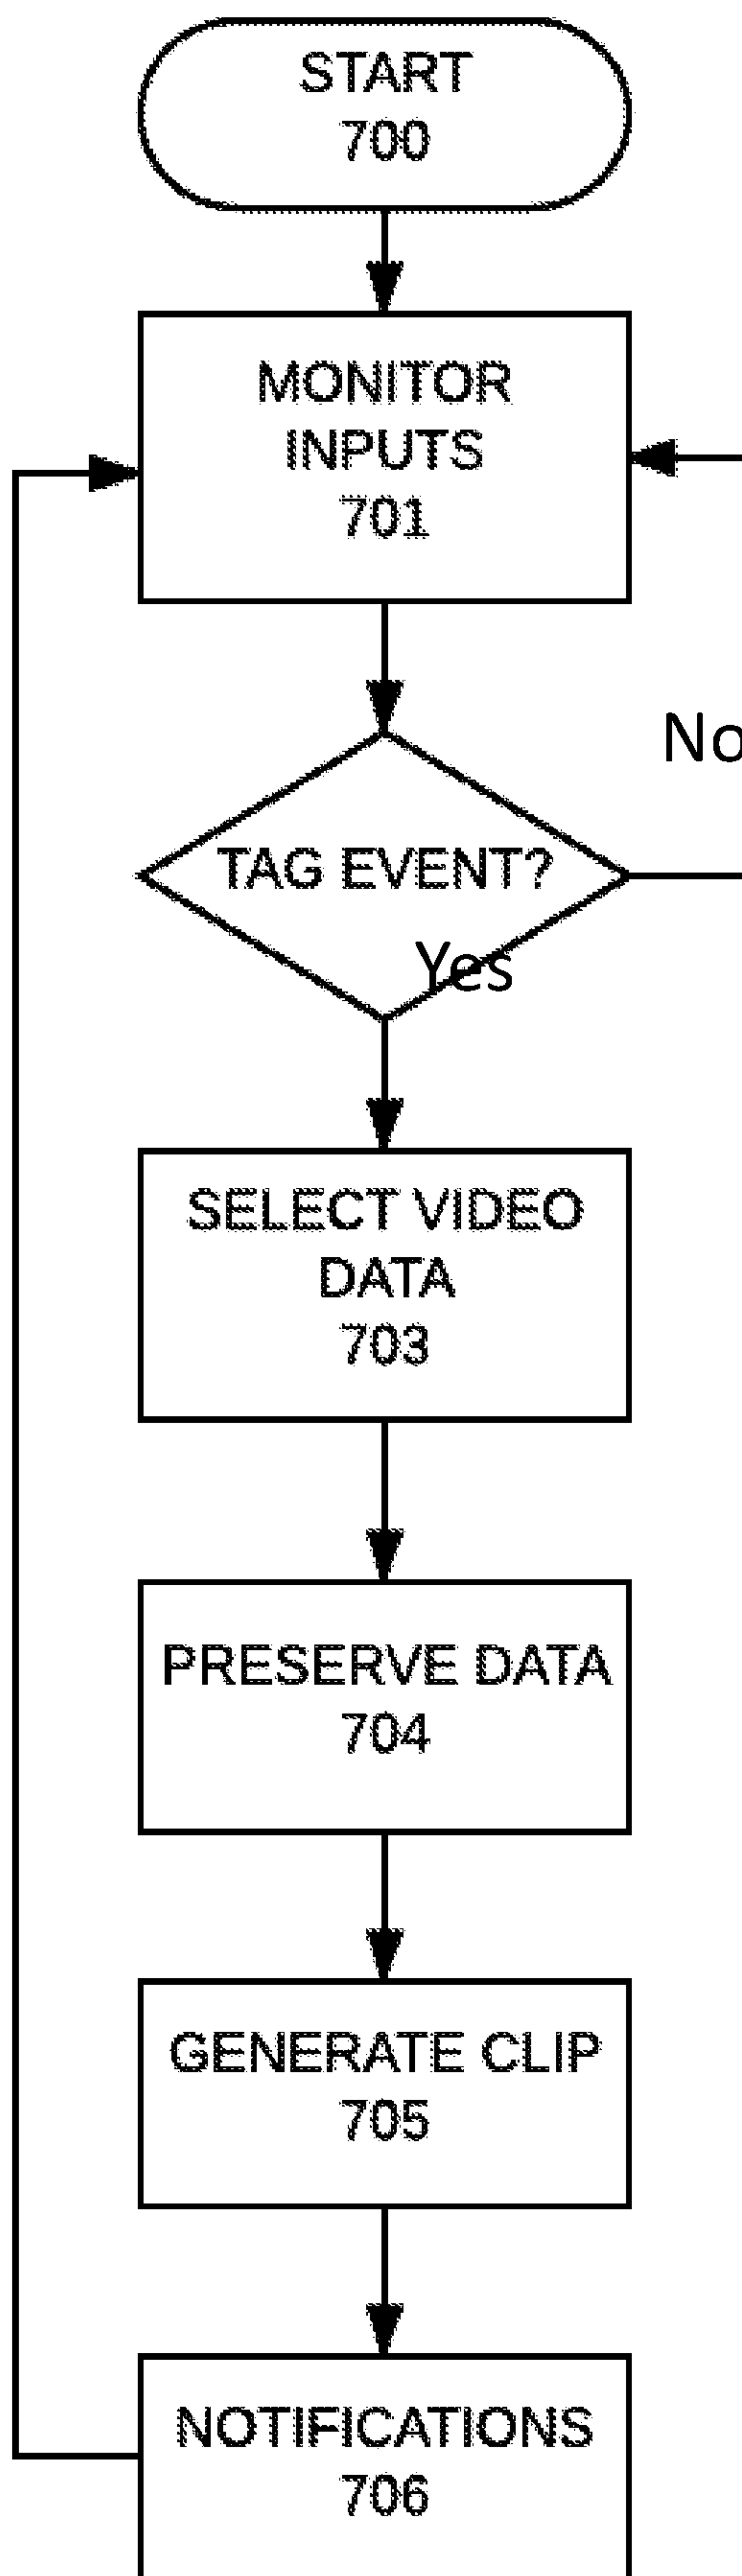 START
700
MONITOR
INPUTS
701
No
TAG EVENT?
Yes
SELECT VIDEO
DATA
703
PRESERVE DATA
704
GENERATE CLIP
705
NOTIFICATIONS
706